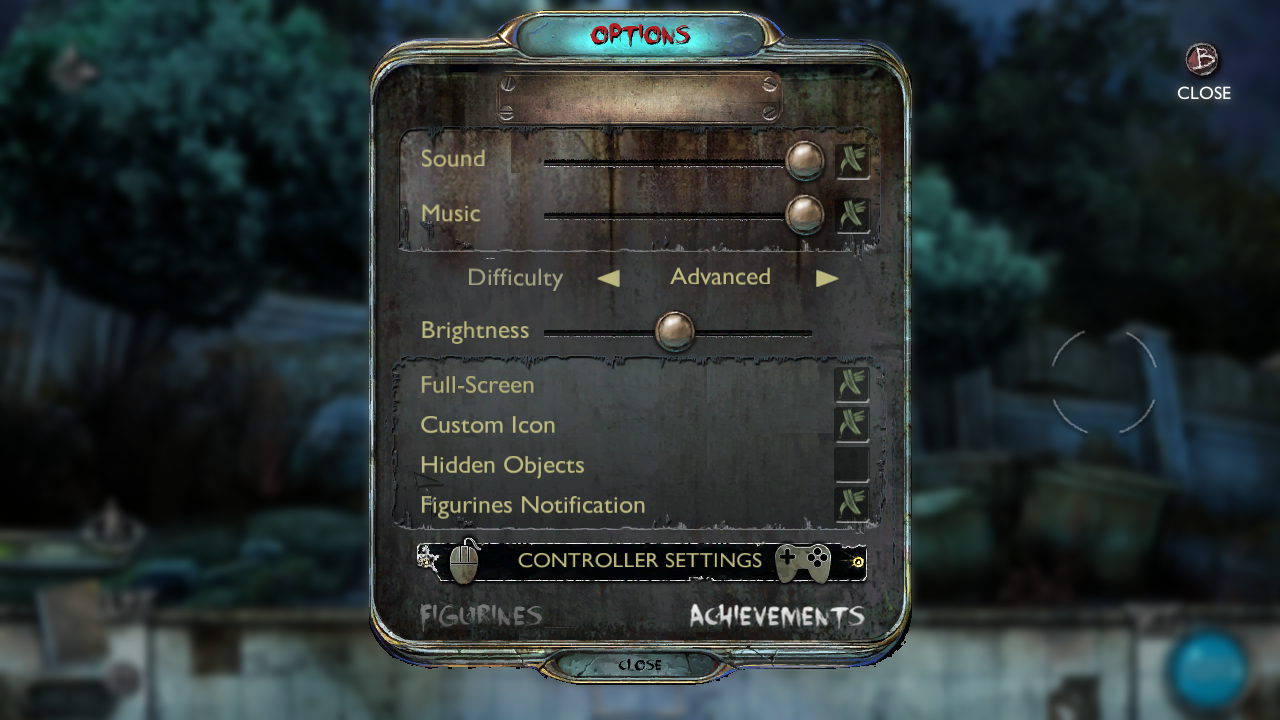 OPTIONS
B
CLOSE
Sound
Music
Difficulty Advanced
Brightness
Full-Screen
Custom Icon
Hidden Objects
Figurines Notification
CONTROLLER SETTINGS
FIGURINES ACHIEVEMENTS
CLOSE